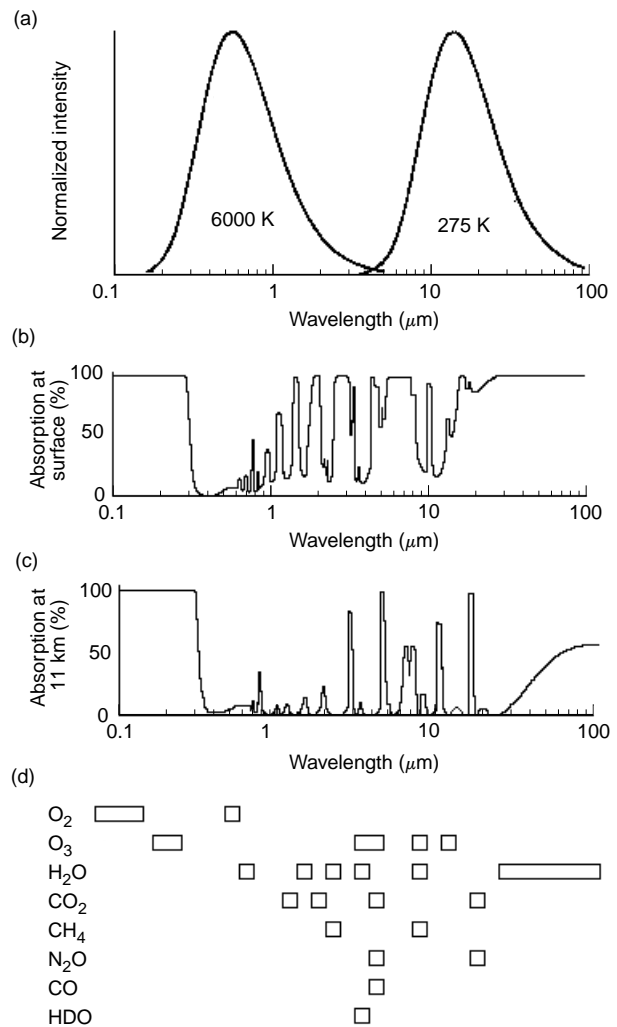 (a)
Normalized intensity
6000 K
275 K
0.1 1 10 100
Wavelength (μm)
(b)
Absorption at
surface (%)
100
50
0
0.1 1 10 100
Wavelength (μm)
(c)
Absorption at
11 km (%)
100
50
0
0.1 1 10 100
Wavelength (μm)
(d)
O₂
O₃
H₂O
CO₂
CH₄
N₂O
CO
HDO